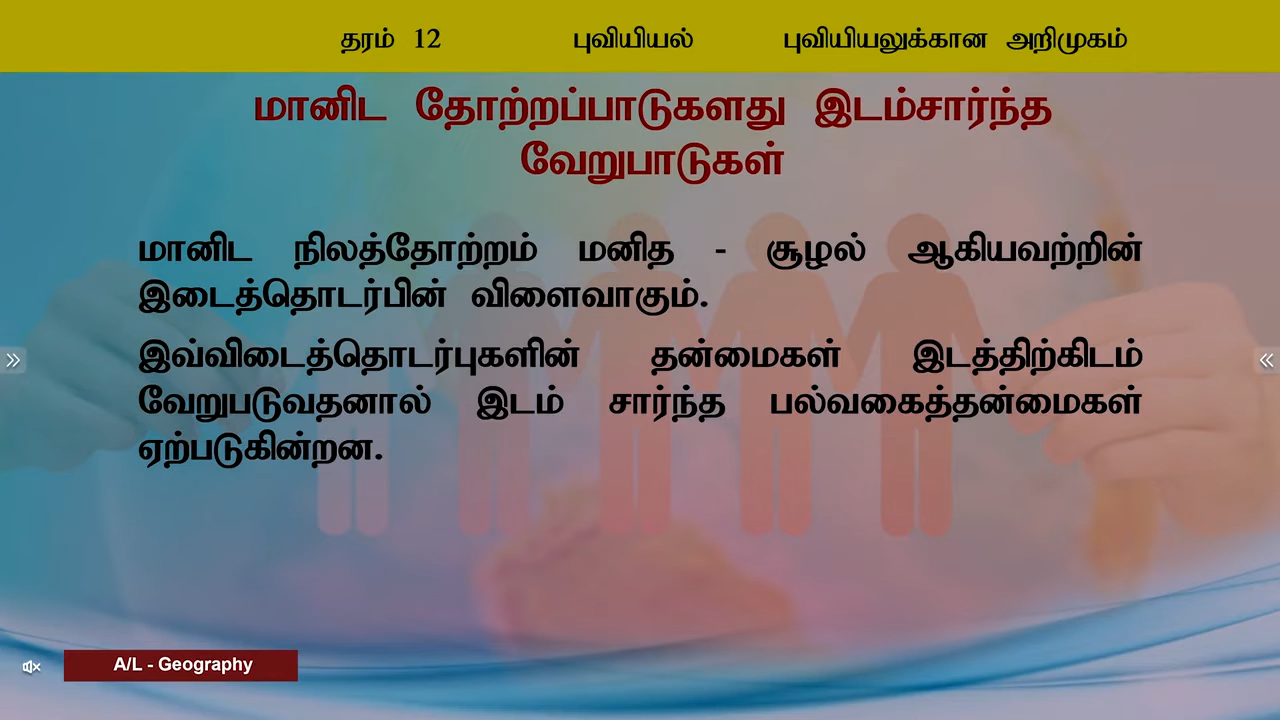 தரம் 12 புவியியல் புவியியலுக்கான அறிமுகம்
மானிட தோற்றப்பாடுகளது இடம்சார்ந்த
வேறுபாடுகள்
மானிட நிலத்தோற்றம் மனித - சூழல் ஆகியவற்றின்
இடைத்தொடர்பின் விளைவாகும்.
இவ்விடைத்தொடர்புகளின் தன்மைகள் இடத்திற்கிடம்
வேறுபடுவதனால் இடம் சார்ந்த பல்வகைத்தன்மைகள்
ஏற்படுகின்றன.
A/L - Geography